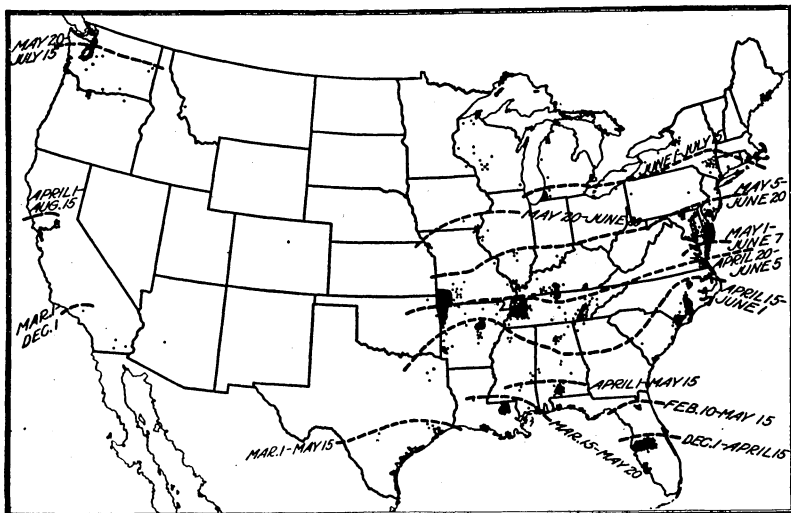 MAY 20-
JULY 15
JUNE 1-JULY 15
APRIL 1-
AUG. 15
MAY 20-JUNE
MAY 5-
JUNE 20
MAY 1-
JUNE 7
APRIL 20-
JUNE 5
APRIL 15-
JUNE 1
MAR. 1-
DEC. 1
APRIL 1-MAY 15
FEB. 10-MAY 15
MAR. 1-MAY 15
MAR. 15-
MAY 20
DEC. 1-APRIL 15